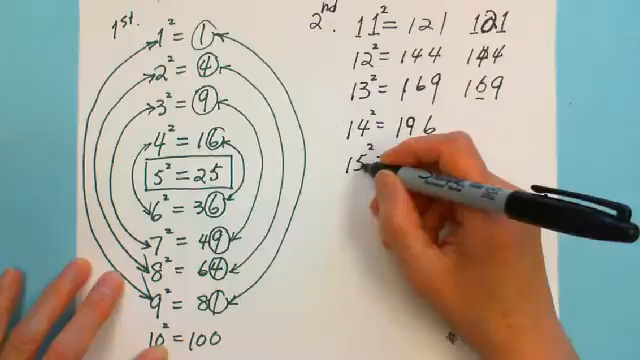 1st.
1² = 1
2² = 4
3² = 9
4² = 16
5² = 25
6² = 36
7² = 49
8² = 64
9² = 81
10² = 100
2nd.
11² = 121 121
12² = 144 144
13² = 169 169
14² = 196
15² =